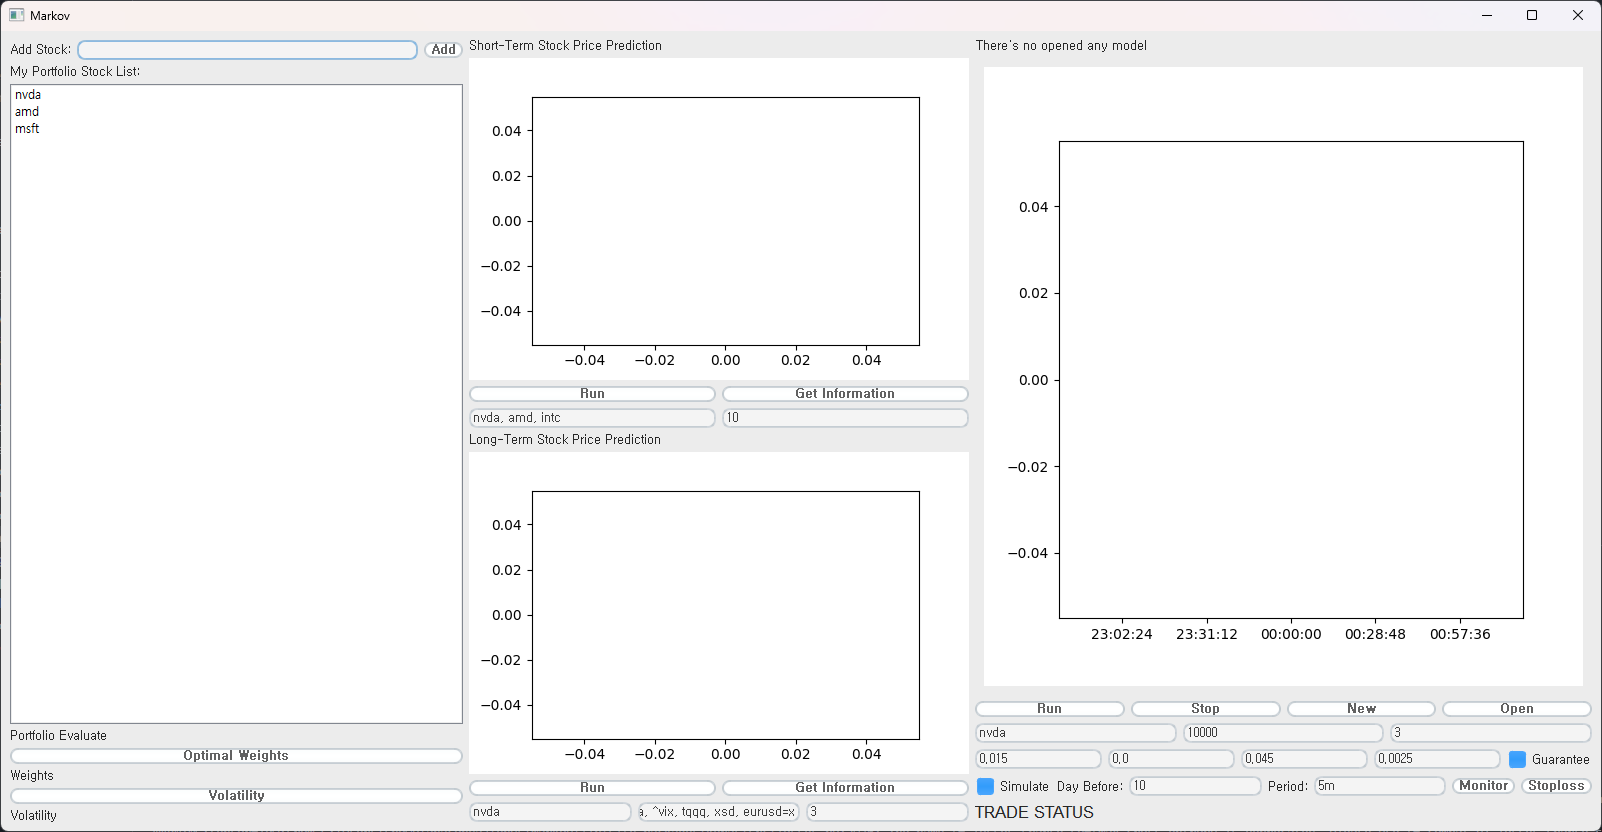 Markov
Add Stock:
Add
My Portfolio Stock List:
nvda
amd
msft
Portfolio Evaluate
Optimal Weights
Weights
Volatility
Volatility
Short-Term Stock Price Prediction
0.04
0.02
0.00
−0.02
−0.04
−0.04 −0.02 0.00 0.02 0.04
Run Get Information
nvda, amd, intc 10
Long-Term Stock Price Prediction
0.04
0.02
0.00
−0.02
−0.04
−0.04 −0.02 0.00 0.02 0.04
Run Get Information
nvda a, ^vix, tqqq, xsd, eurusd=x 3
There's no opened any model
0.04
0.02
0.00
−0.02
−0.04
23:02:24 23:31:12 00:00:00 00:28:48 00:57:36
Run Stop New Open
nvda 10000 3
0,015 0,0 0,045 0,0025 Guarantee
Simulate Day Before: 10 Period: 5m Monitor Stoploss
TRADE STATUS